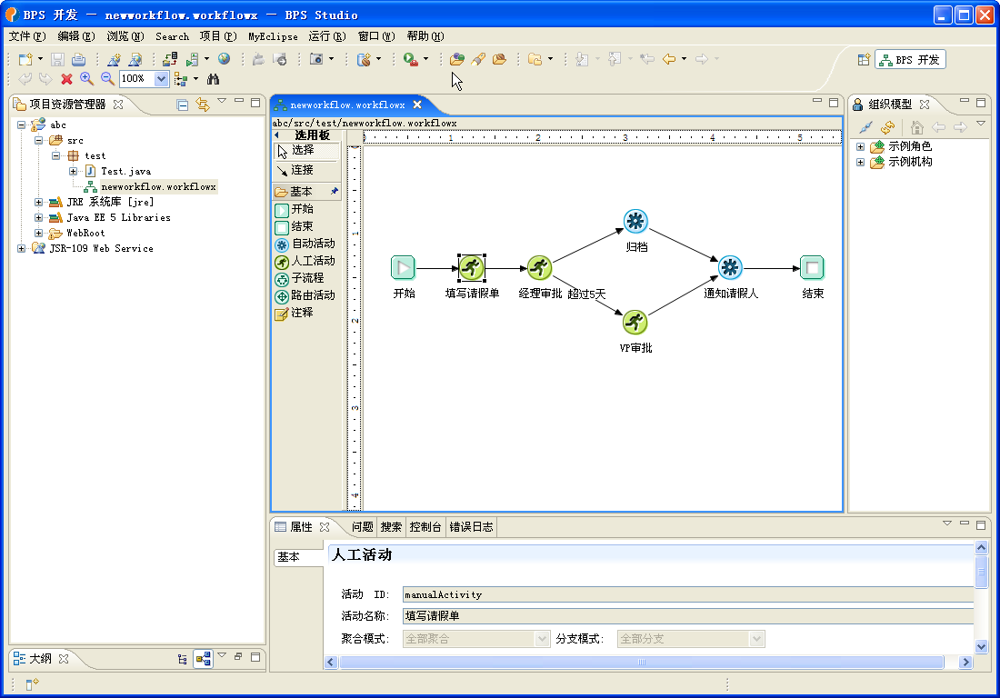 BPS 开发 － newworkflow.workflowx － BPS Studio
文件(F) 编辑(E) 浏览(N) Search 项目(P) MyEclipse 运行(R) 窗口(W) 帮助(H)
BPS 开发
100%
项目资源管理器
abc
src
test
Test.java
newworkflow.workflowx
JRE 系统库 [jre]
Java EE 5 Libraries
WebRoot
JSR-109 Web Service
大纲
newworkflow.workflowx
abc/src/test/newworkflow.workflowx
选用板
选择
连接
基本
开始
结束
自动活动
人工活动
子流程
路由活动
注释
0 1 2 3 4 5
1
2
3
4
归档
开始 填写请假单 经理审批 超过5天 通知请假人 结束
VP审批
组织模型
示例角色
示例机构
属性 问题 搜索 控制台 错误日志
基本
人工活动
活动 ID: manualActivity
活动名称: 填写请假单
聚合模式: 全部聚合 分支模式: 全部分支